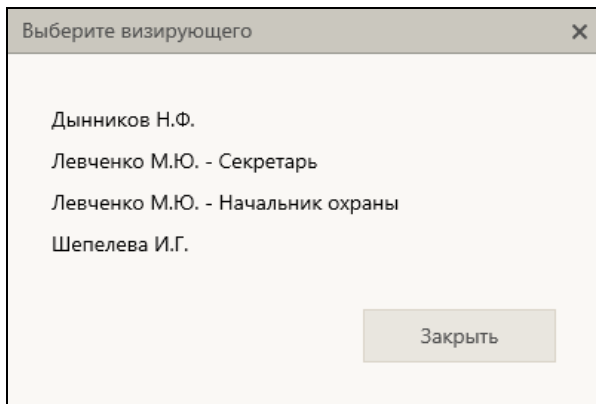 Выберите визирующего
Дынников Н.Ф.
Левченко М.Ю. - Секретарь
Левченко М.Ю. - Начальник охраны
Шепелева И.Г.
Закрыть